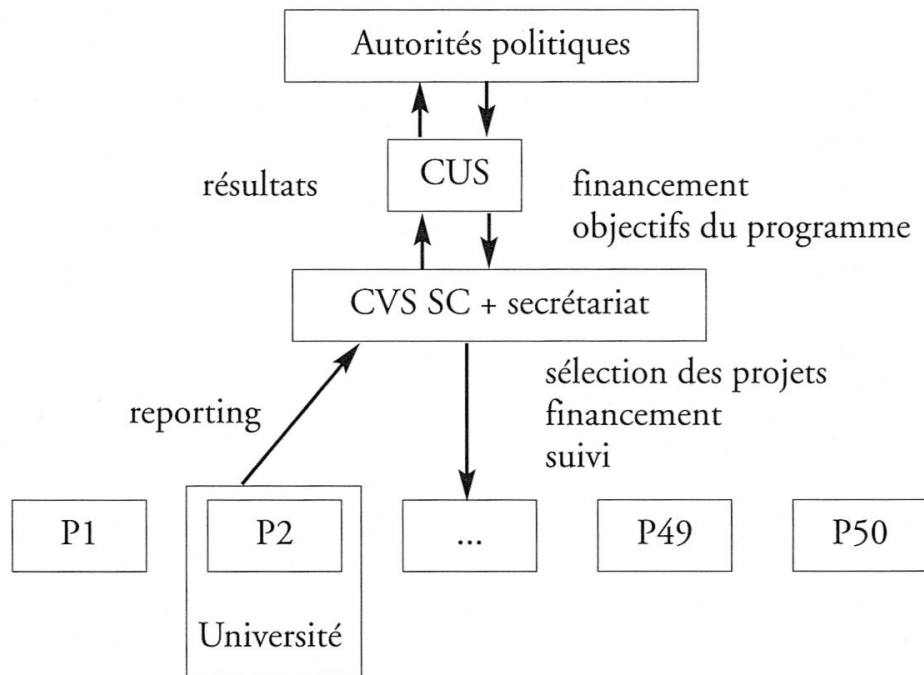 Autorités politiques
CUS
résultats
financement
objectifs du programme
CVS SC + secrétariat
sélection des projets
financement
suivi
reporting
P1
P2
...
P49
P50
Université